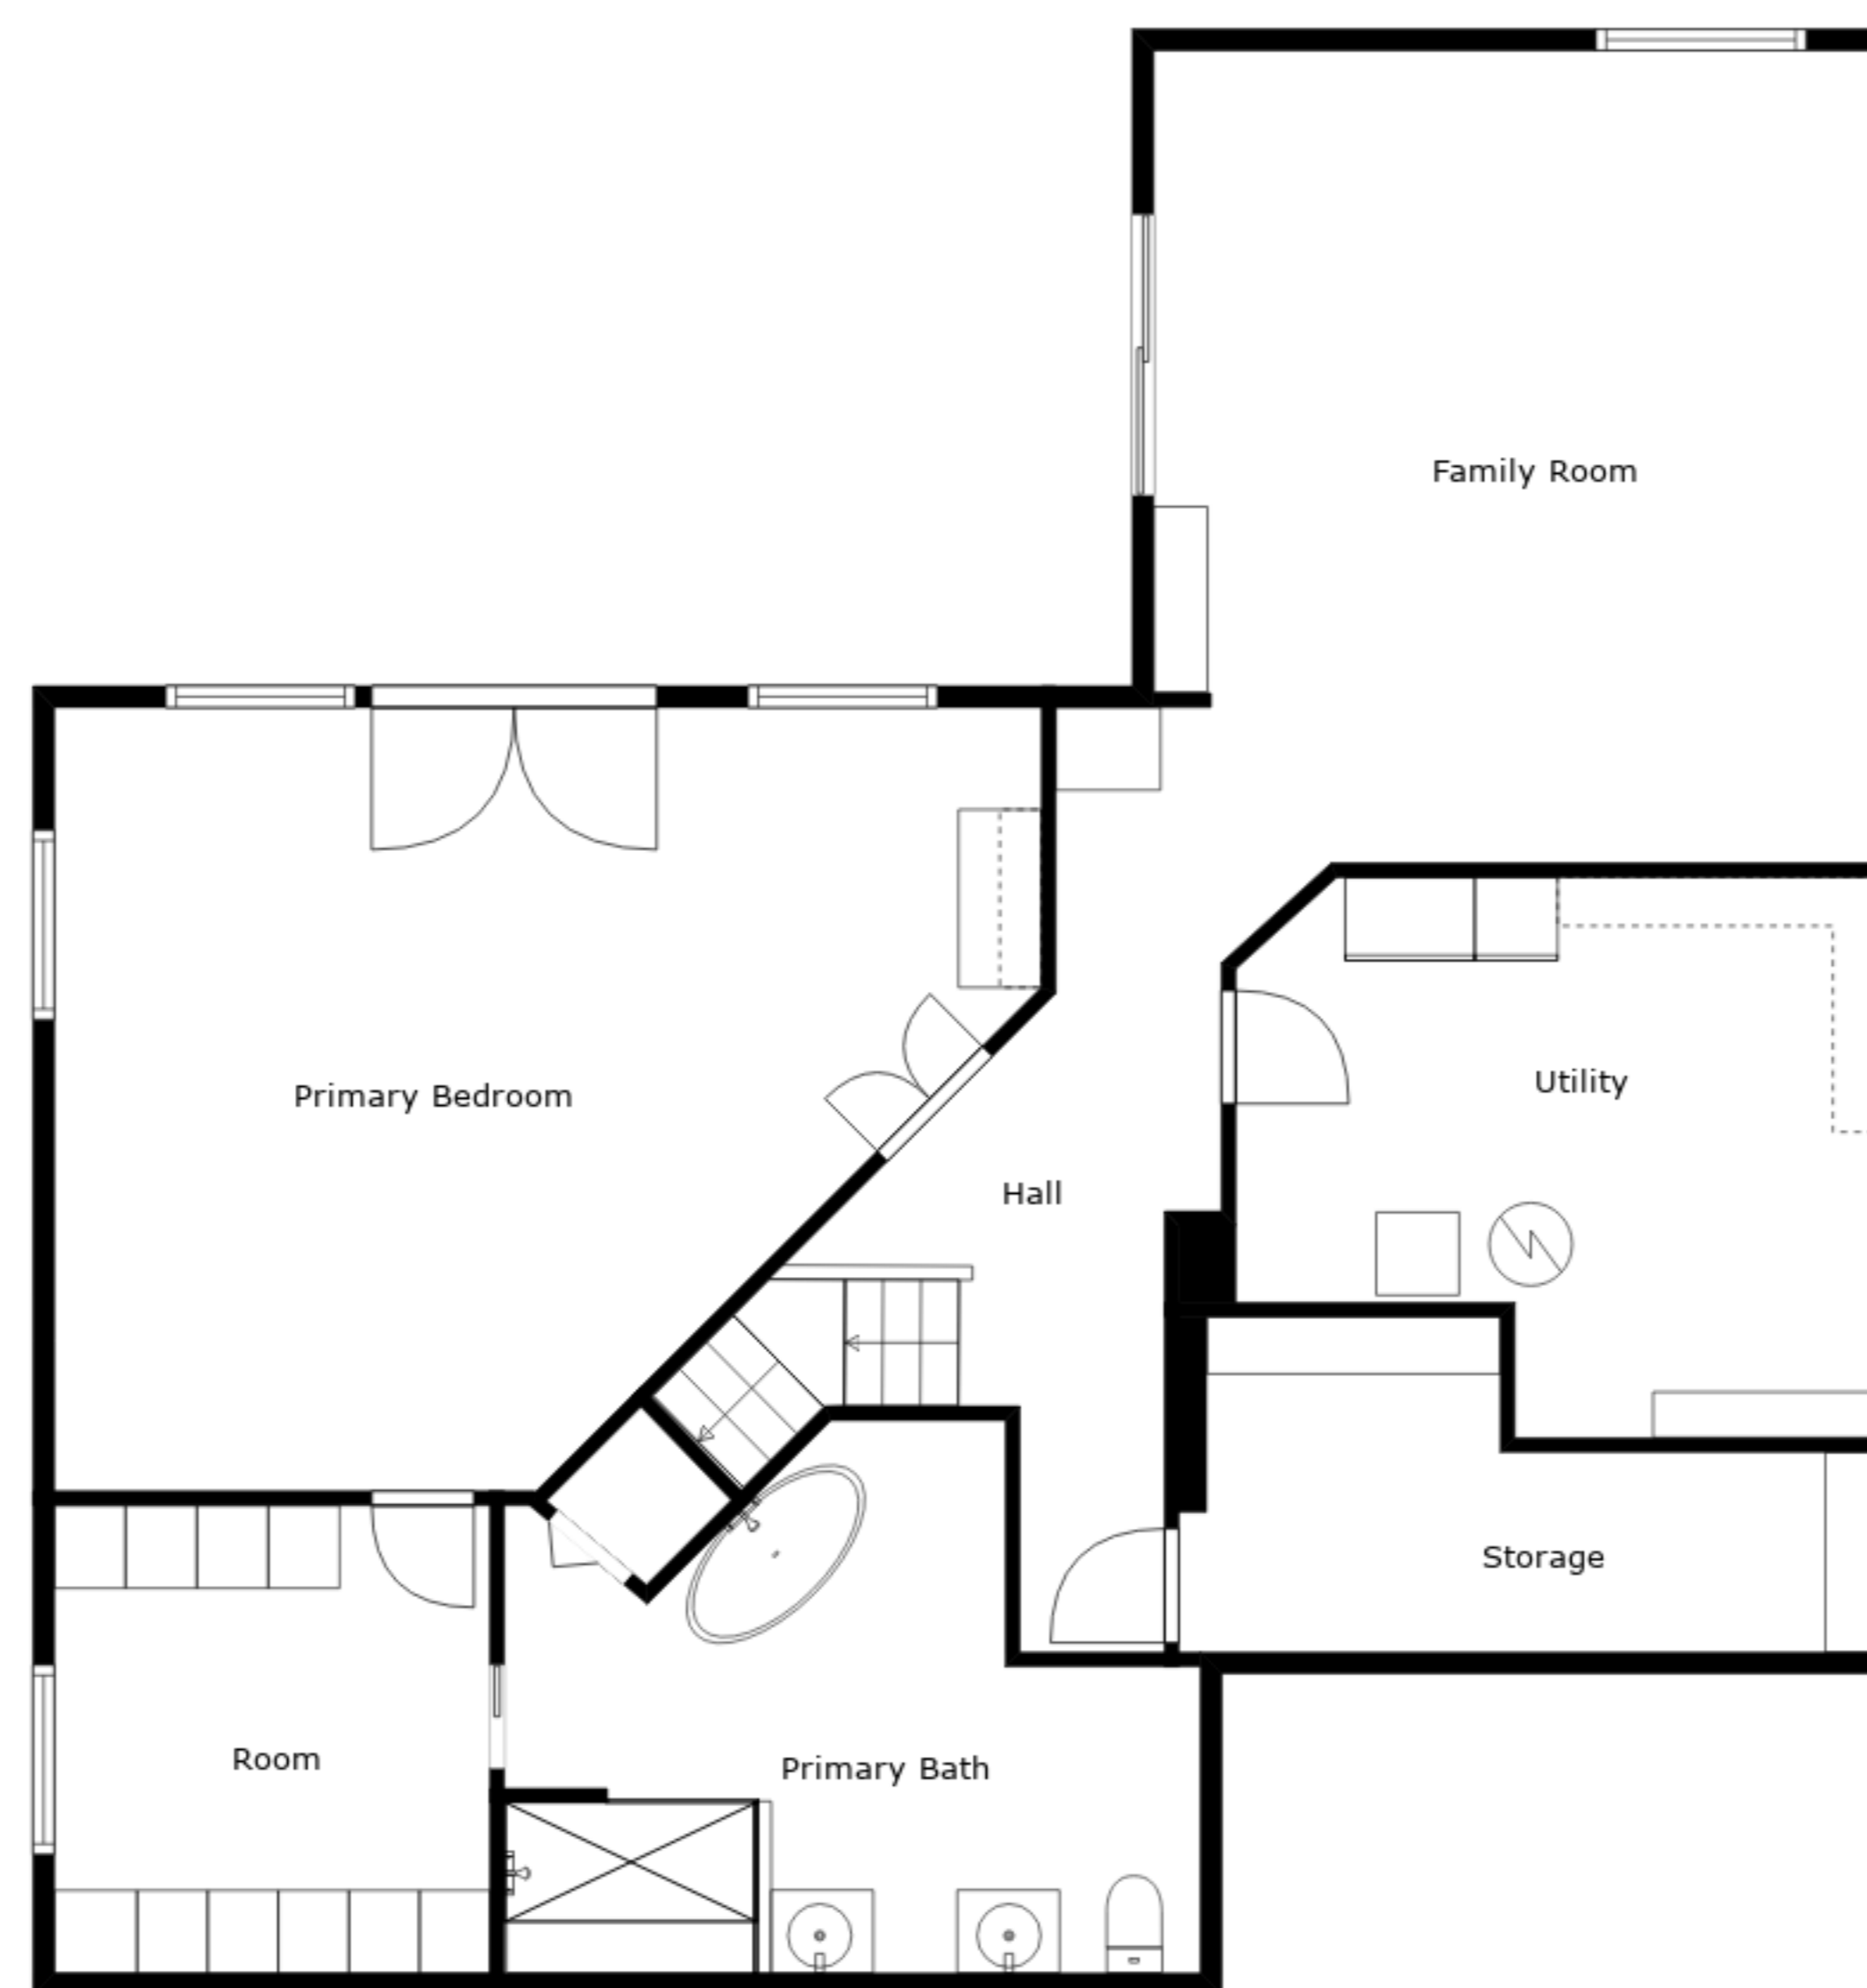 Family Room
Primary Bedroom
Utility
Hall
Storage
Room
Primary Bath